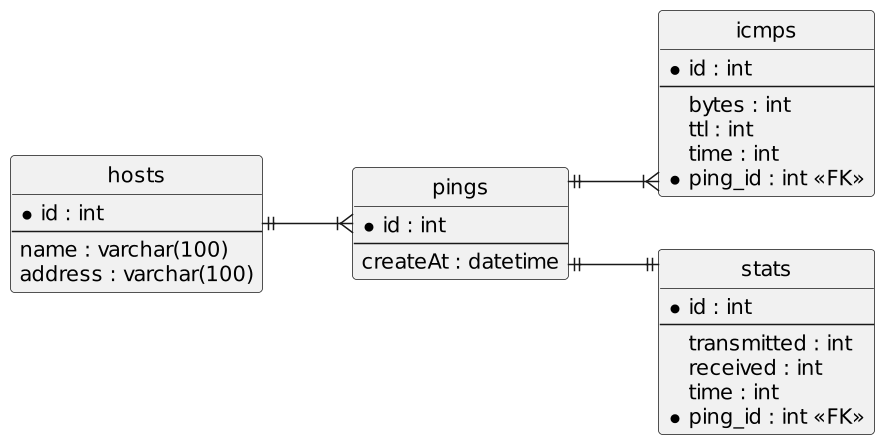 hosts
id : int
name : varchar(100)
address : varchar(100)
pings
id : int
createAt : datetime
icmps
id : int
bytes : int
ttl : int
time : int
ping_id : int «FK»
stats
id : int
transmitted : int
received : int
time : int
ping_id : int «FK»